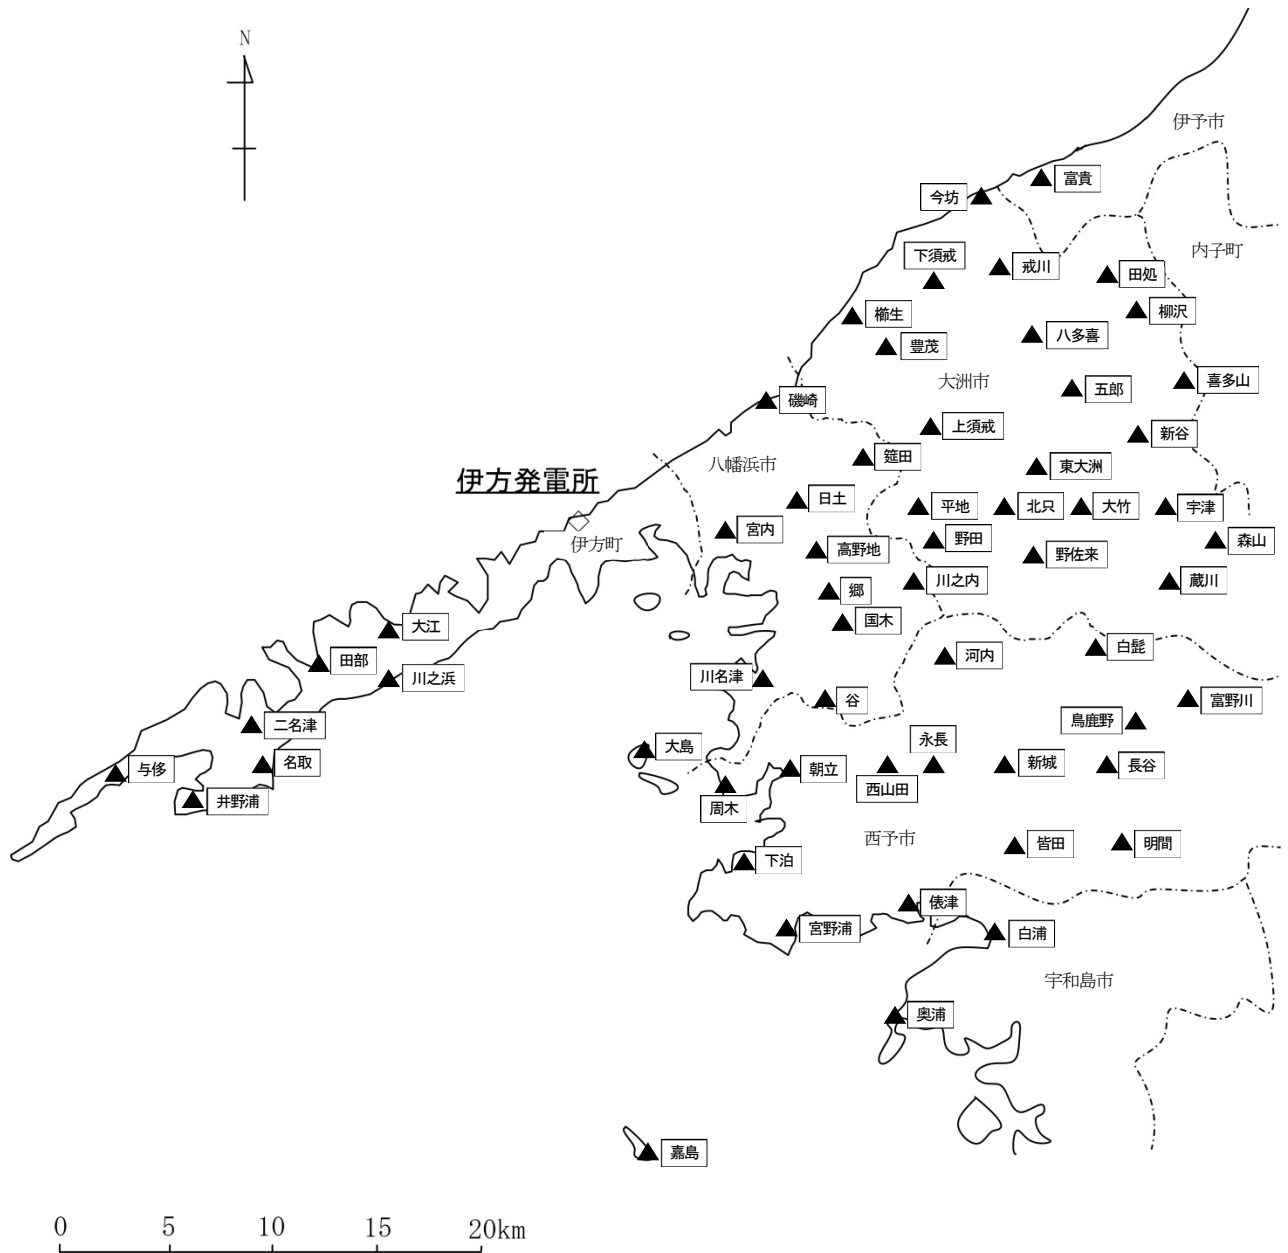 N
伊予市
富貴
今坊
内子町
下須戒
戒川
田処
櫛生
柳沢
豊茂
八多喜
大洲市
喜多山
五郎
磯崎
上須戒
新谷
八幡浜市
筵田
東大洲
伊方発電所
日土
平地
北只
大竹
宇津
宮内
伊方町
高野地
野田
野佐来
森山
郷
川之内
蔵川
国木
大江
田部
川之浜
川名津
河内
白髭
谷
富野川
二名津
鳥鹿野
大島
永長
与侈
名取
朝立
新城
長谷
井野浦
周木
西山田
西予市
皆田
明間
下泊
俵津
宮野浦
白浦
宇和島市
奥浦
嘉島
0 5 10 15 20km